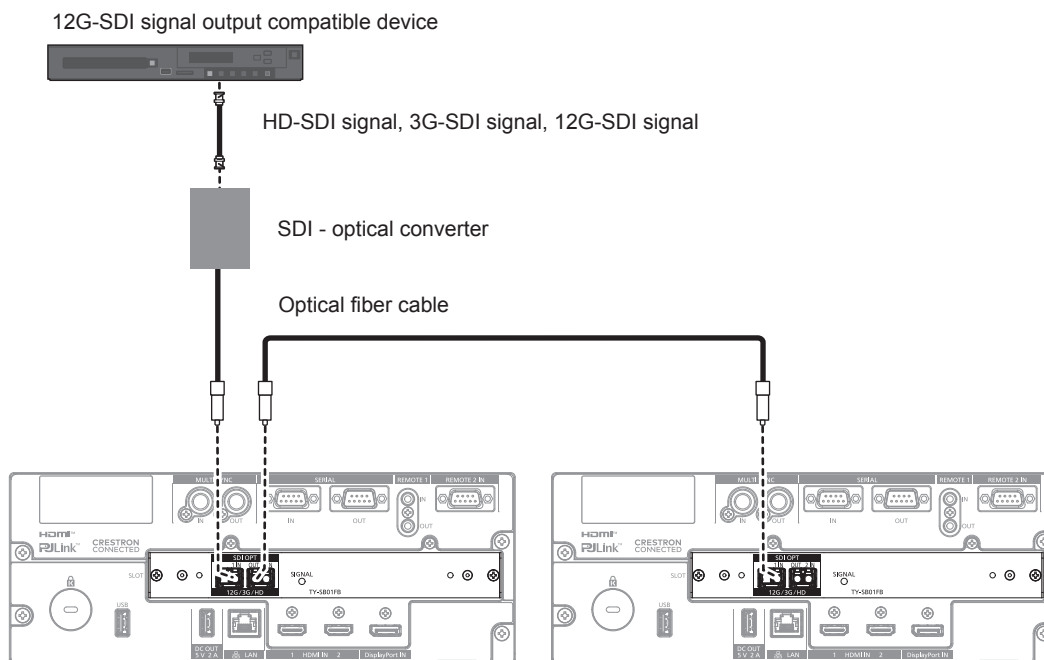 12G-SDI signal output compatible device
HD-SDI signal, 3G-SDI signal, 12G-SDI signal
SDI - optical converter
Optical fiber cable
SERIAL
REMOTE 1
REMOTE 2 IN
IN
OUT
IN
OUT
IN
OUT
HDMI™
PJLink™
CRESTRON CONNECTED
SLOT
SDI OPT
12G/3G/HD
SIGNAL
TY-SB01FB
USB
DC OUT
5 V 2 A
LAN
1 HDMI IN 2
DisplayPort IN
SERIAL
REMOTE 1
REMOTE 2 IN
IN
OUT
IN
OUT
IN
OUT
HDMI™
PJLink™
CRESTRON CONNECTED
SLOT
SDI OPT
12G/3G/HD
SIGNAL
TY-SB01FB
USB
DC OUT
5 V 2 A
LAN
1 HDMI IN 2
DisplayPort IN